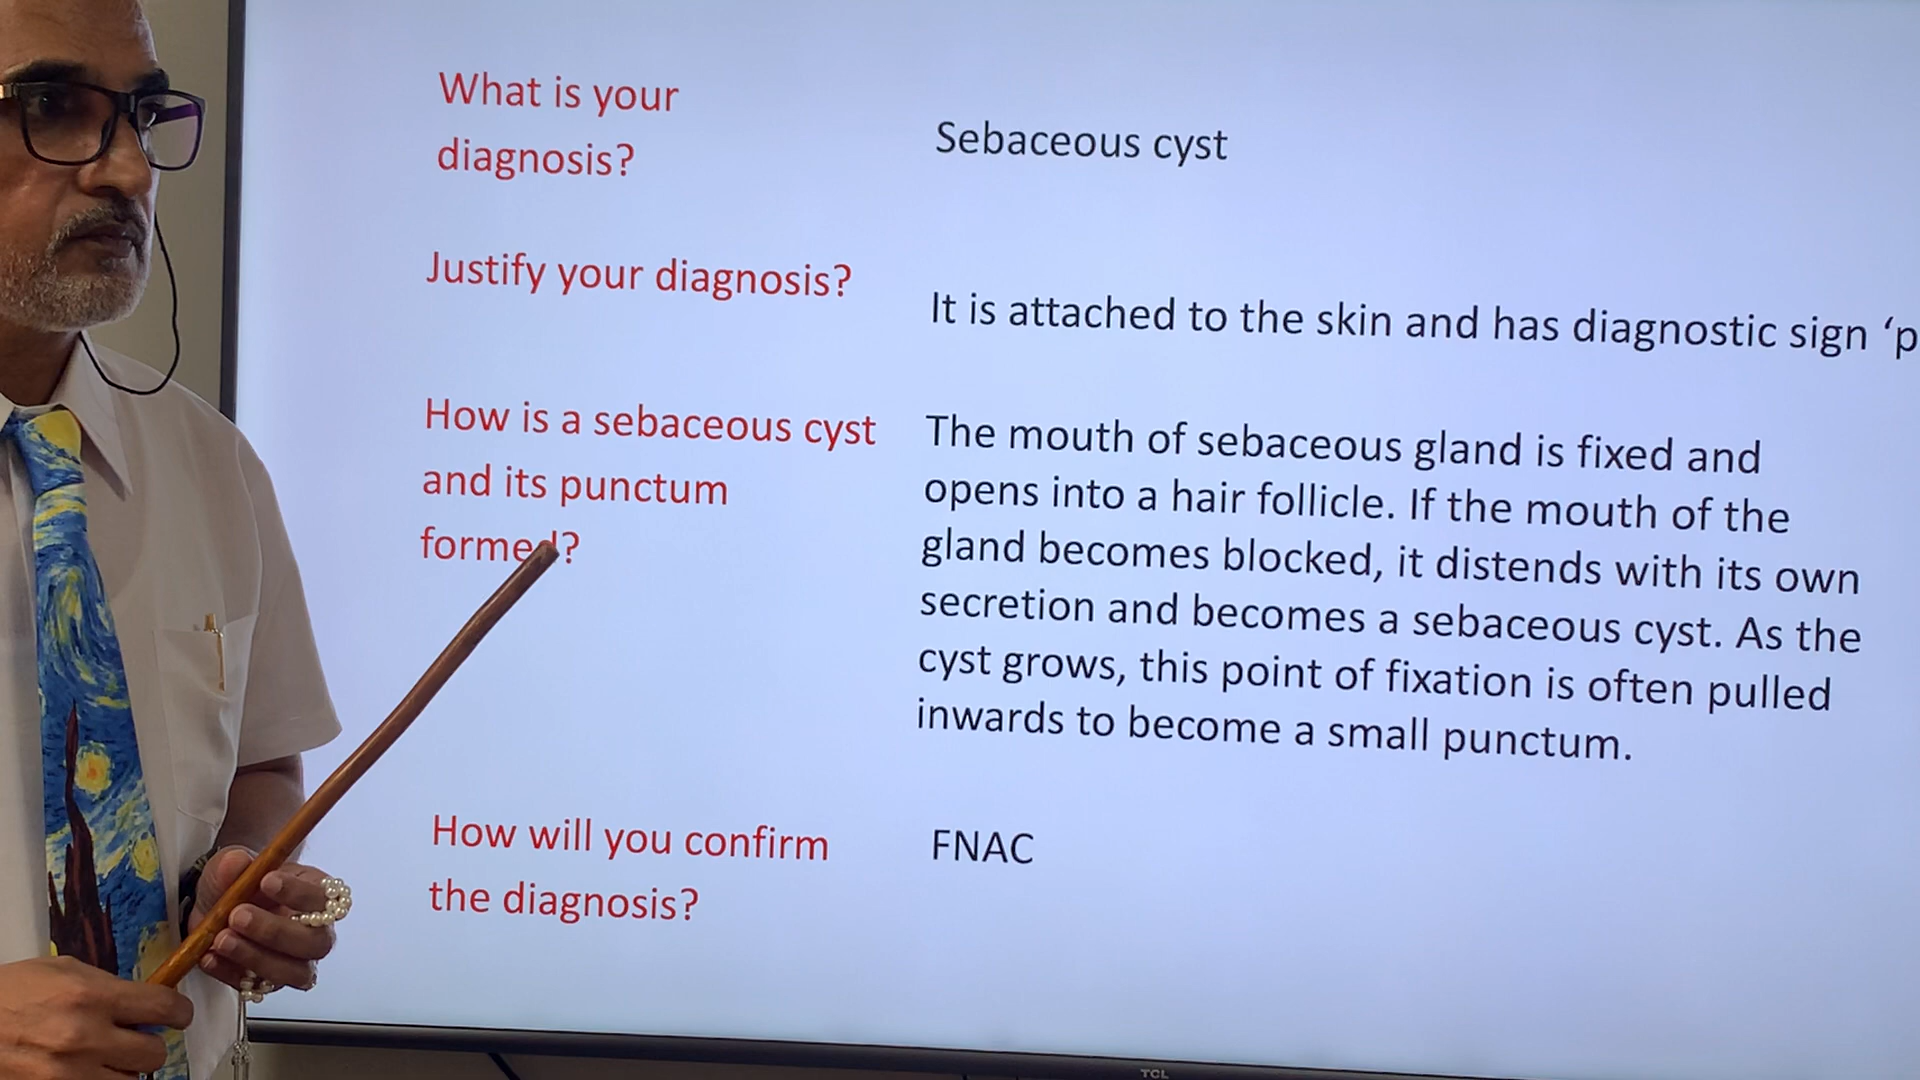 What is your
diagnosis?
Sebaceous cyst
Justify your diagnosis?
It is attached to the skin and has diagnostic sign
How is a sebaceous cyst
and its punctum
formed?
The mouth of sebaceous gland is fixed and
opens into a hair follicle. If the mouth of the
gland becomes blocked, it distends with its own
secretion and becomes a sebaceous cyst. As the
cyst grows, this point of fixation is often pulled
inwards to become a small punctum.
How will you confirm
the diagnosis?
FNAC
TCL